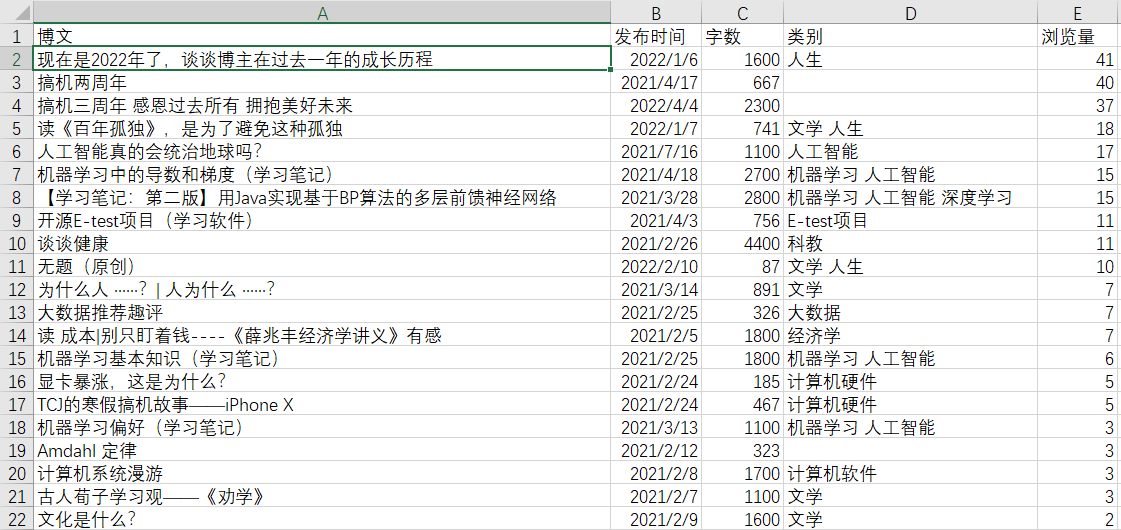 A B C D E
1 博文 发布时间 字数 类别 浏览量
2 现在是2022年了，谈谈博主在过去一年的成长历程 2022/1/6 1600 人生 41
3 搞机两周年 2021/4/17 667 40
4 搞机三周年 感恩过去所有 拥抱美好未来 2022/4/4 2300 37
5 读《百年孤独》，是为了避免这种孤独 2022/1/7 741 文学 人生 18
6 人工智能真的会统治地球吗？ 2021/7/16 1100 人工智能 17
7 机器学习中的导数和梯度（学习笔记） 2021/4/18 2700 机器学习 人工智能 15
8 【学习笔记：第二版】用Java实现基于BP算法的多层前馈神经网络 2021/3/28 2800 机器学习 人工智能 深度学习 15
9 开源E-test项目（学习软件） 2021/4/3 756 E-test项目 11
10 谈谈健康 2021/2/26 4400 科教 11
11 无题（原创） 2022/2/10 87 文学 人生 10
12 为什么人 ······？ | 人为什么 ······？ 2021/3/14 891 文学 7
13 大数据推荐趣评 2021/2/25 326 大数据 7
14 读 成本|别只盯着钱----《薛兆丰经济学讲义》有感 2021/2/5 1800 经济学 7
15 机器学习基本知识（学习笔记） 2021/2/25 1800 机器学习 人工智能 6
16 显卡暴涨，这是为什么？ 2021/2/24 185 计算机硬件 5
17 TCJ的寒假搞机故事——iPhone X 2021/2/24 467 计算机硬件 5
18 机器学习偏好（学习笔记） 2021/3/13 1100 机器学习 人工智能 3
19 Amdahl 定律 2021/2/12 323 3
20 计算机系统漫游 2021/2/8 1700 计算机软件 3
21 古人荀子学习观——《劝学》 2021/2/7 1100 文学 3
22 文化是什么？ 2021/2/9 1600 文学 2